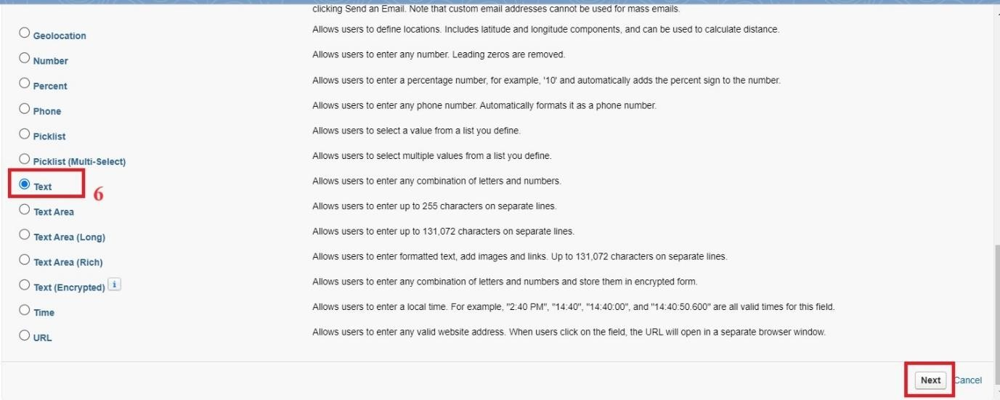 clicking Send an Email. Note that custom email addresses cannot be used for mass emails.
Geolocation Allows users to define locations. Includes latitude and longitude components, and can be used to calculate distance.
Number Allows users to enter any number. Leading zeros are removed.
Percent Allows users to enter a percentage number, for example, '10' and automatically adds the percent sign to the number.
Phone Allows users to enter any phone number. Automatically formats it as a phone number.
Picklist Allows users to select a value from a list you define.
Picklist (Multi-Select) Allows users to select multiple values from a list you define.
Text 6 Allows users to enter any combination of letters and numbers.
Text Area Allows users to enter up to 255 characters on separate lines.
Text Area (Long) Allows users to enter up to 131,072 characters on separate lines.
Text Area (Rich) Allows users to enter formatted text, add images and links. Up to 131,072 characters on separate lines.
Text (Encrypted) i Allows users to enter any combination of letters and numbers and store them in encrypted form.
Time Allows users to enter a local time. For example, "2:40 PM", "14:40", "14:40:00", and "14:40:50.600" are all valid times for this field.
URL Allows users to enter any valid website address. When users click on the field, the URL will open in a separate browser window.
Next Cancel